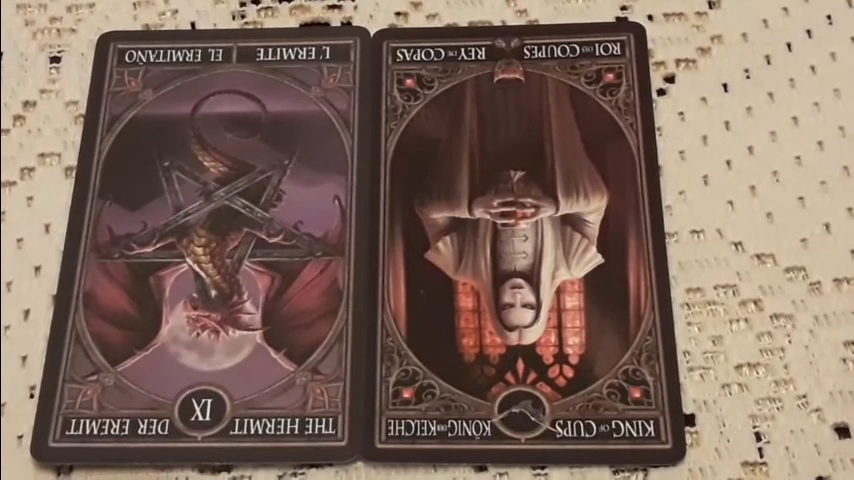 KING OF CUPS KÖNIG DER KELCHE
ROI DES COUPES REY DE COPAS
THE HERMIT IX DER EREMIT
L'ERMITE EL ERMITAÑO